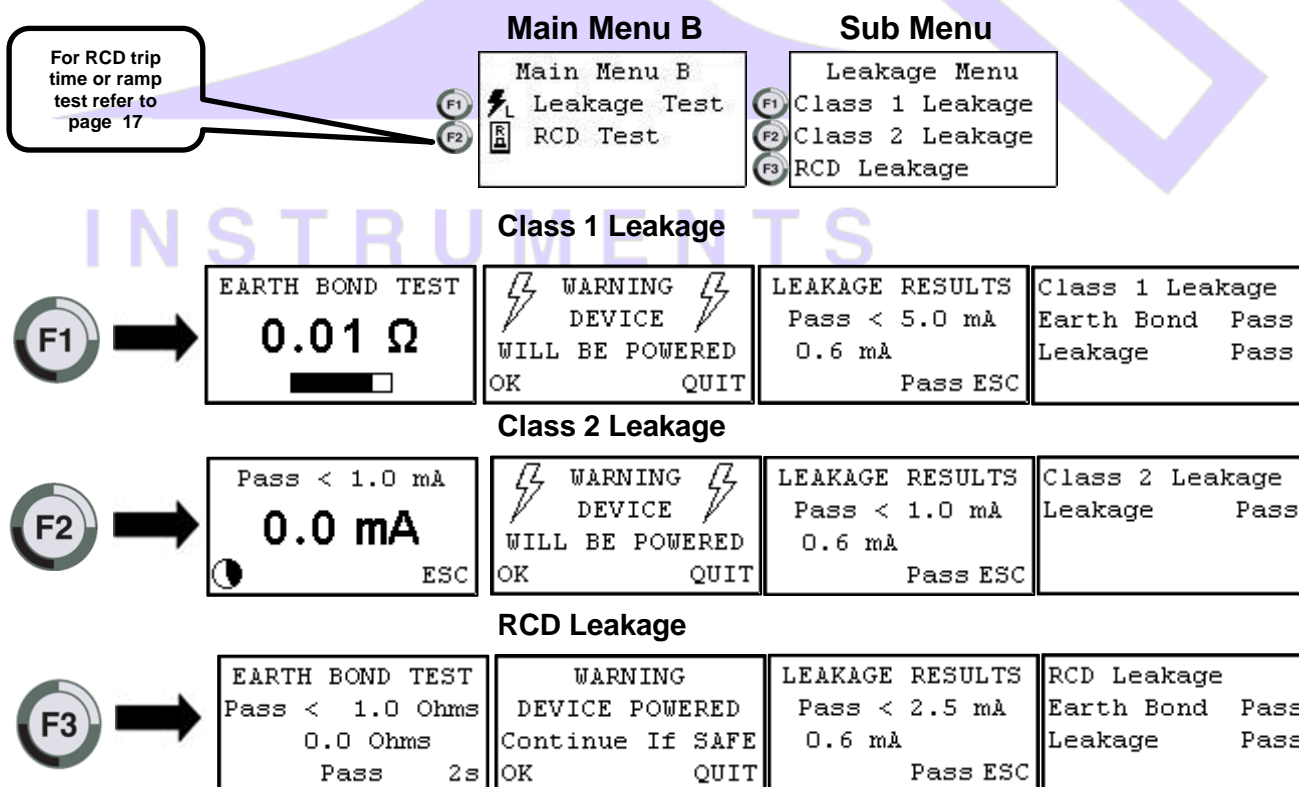 Main Menu B
Sub Menu
For RCD trip
time or ramp
test refer to
page 17
Main Menu B
F1 L Leakage Test
F2 RCD RCD Test
Leakage Menu
F1 Class 1 Leakage
F2 Class 2 Leakage
F3 RCD Leakage
INSTRUMENTS
Class 1 Leakage
F1
EARTH BOND TEST
0.01 Ω
WARNING
DEVICE
WILL BE POWERED
OK QUIT
LEAKAGE RESULTS
Pass < 5.0 mA
0.6 mA
Pass ESC
Class 1 Leakage
Earth Bond Pass
Leakage Pass
Class 2 Leakage
F2
Pass < 1.0 mA
0.0 mA
ESC
WARNING
DEVICE
WILL BE POWERED
OK QUIT
LEAKAGE RESULTS
Pass < 1.0 mA
0.6 mA
Pass ESC
Class 2 Leakage
Leakage Pass
RCD Leakage
F3
EARTH BOND TEST
Pass < 1.0 Ohms
0.0 Ohms
Pass 2s
WARNING
DEVICE POWERED
Continue If SAFE
OK QUIT
LEAKAGE RESULTS
Pass < 2.5 mA
0.6 mA
Pass ESC
RCD Leakage
Earth Bond Pass
Leakage Pass